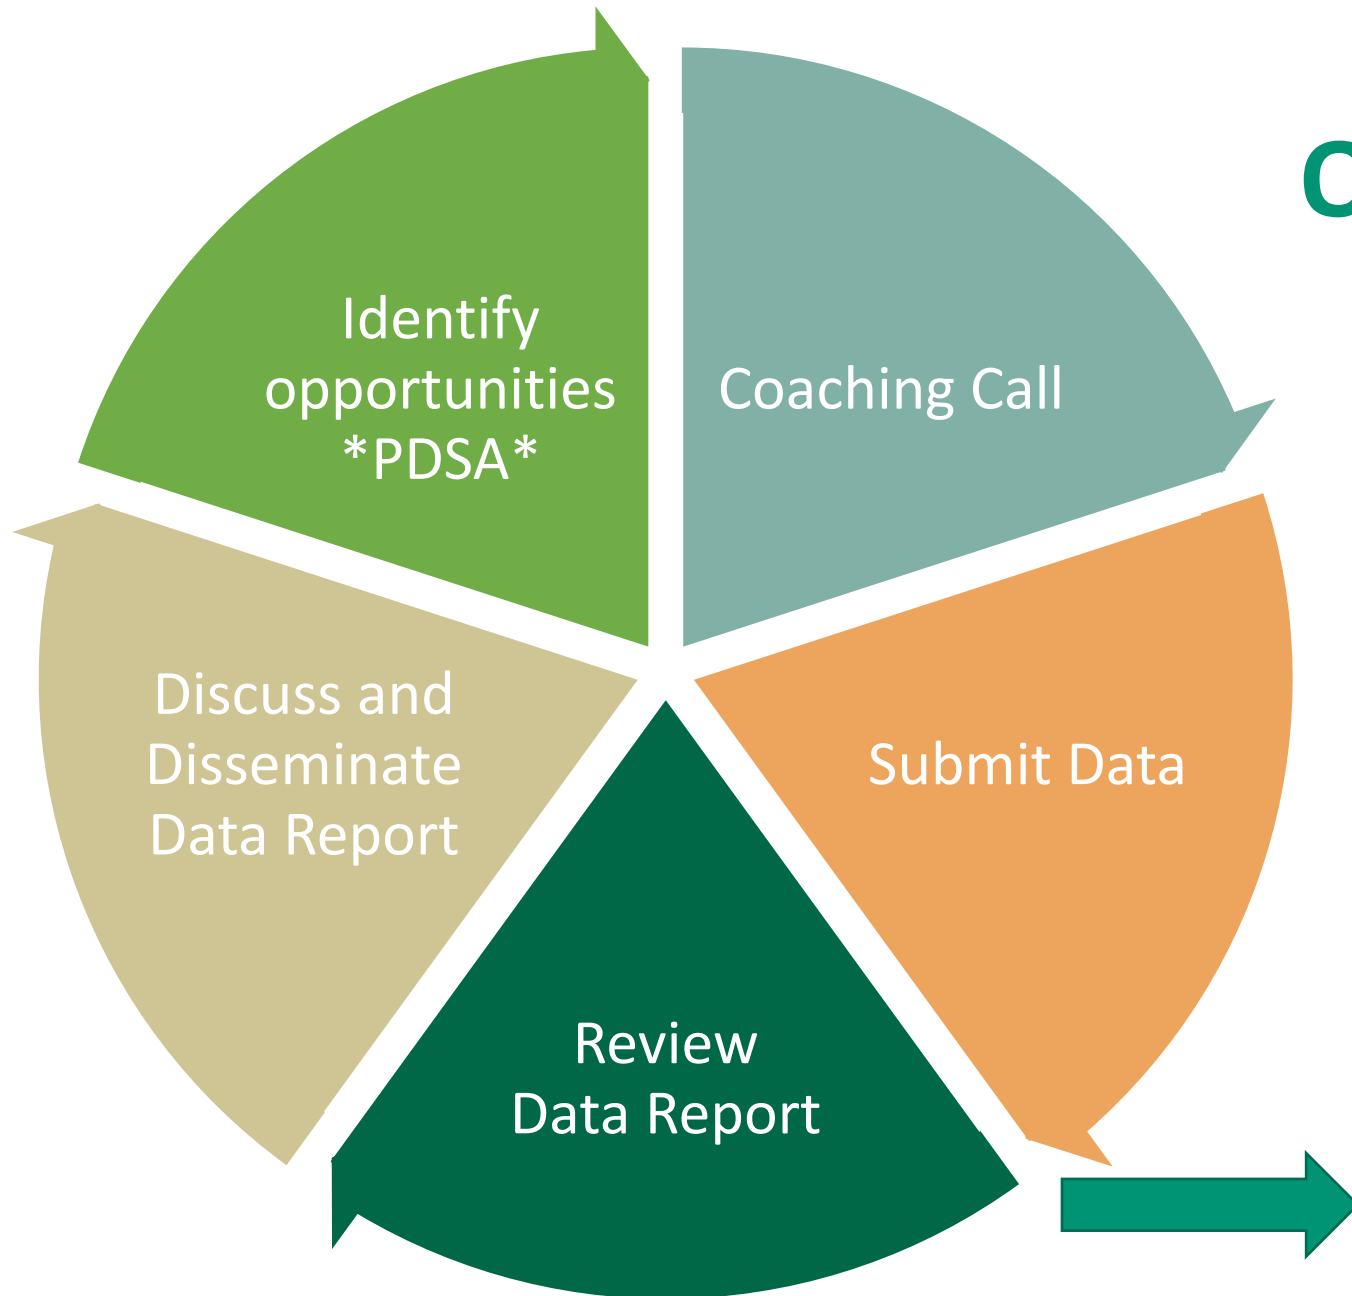 Identify
opportunities
*PDSA*
Coaching Call
Submit Data
Review
Data Report
Discuss and
Disseminate
Data Report